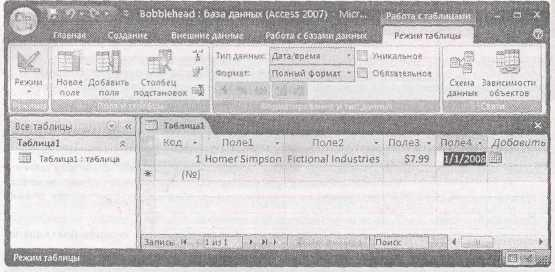 Bobblehead : база данных (Access 2007) - Micr... Работа с таблицами
Главная Создание Внешние данные Работа с базами данных Режим таблицы
Режим Новое поле Добавить поля Столбец подстановок
Тип данных: Дата/время Уникальное
Формат: Полный формат Обязательное
Схема данных Зависимости объектов
Режимы Поля и столбцы Форматирование и тип данных Связи
Все таблицы «
Таблица1
Таблица1 : таблица
Таблица1
Код Поле1 Поле2 Поле3 Поле4 Добавить
1 Homer Simpson Fictional Industries $7.99 1/1/2008
* (№)
Запись: 1 из 1 Поиск
Режим таблицы